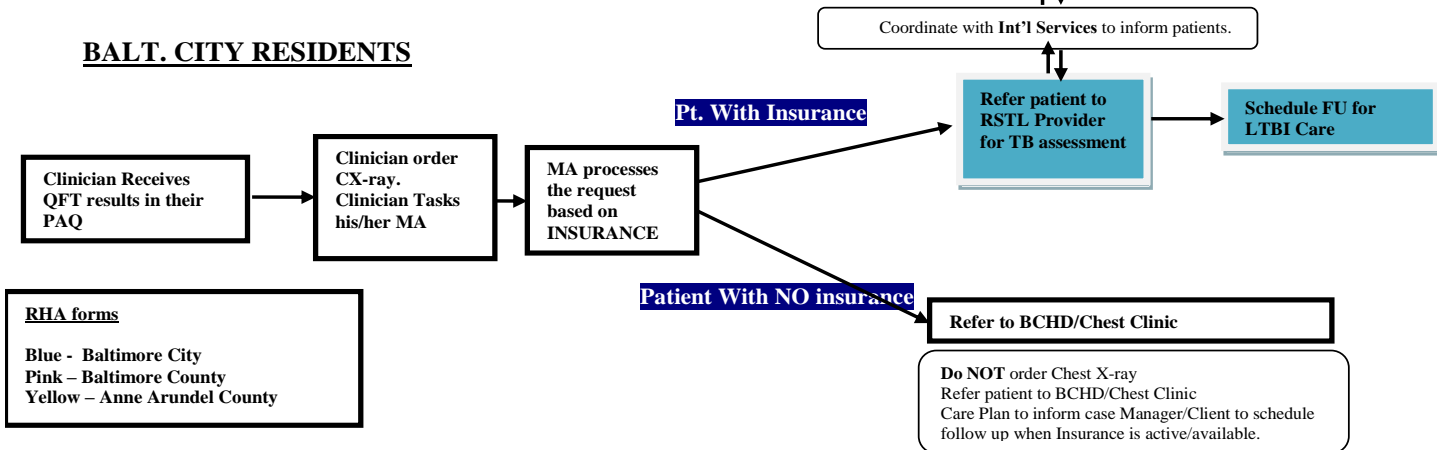 Coordinate with Int'l Services to inform patients.
BALT. CITY RESIDENTS
Pt. With Insurance
Refer patient to
RSTL Provider
for TB assessment
Schedule FU for
LTBI Care
Clinician Receives
QFT results in their
PAQ
Clinician order
CX-ray.
Clinician Tasks
his/her MA
MA processes
the request
based on
INSURANCE
Patient With NO insurance
Refer to BCHD/Chest Clinic
RHA forms
Blue - Baltimore City
Pink – Baltimore County
Yellow – Anne Arundel County
Do NOT order Chest X-ray
Refer patient to BCHD/Chest Clinic
Care Plan to inform case Manager/Client to schedule
follow up when Insurance is active/available.